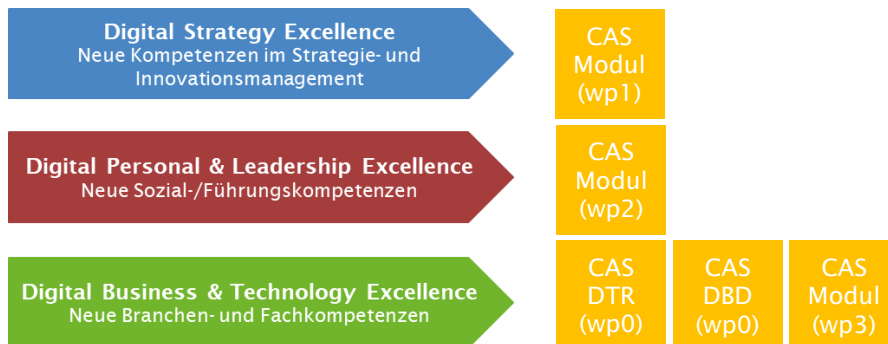 Digital Strategy Excellence
Neue Kompetenzen im Strategie- und
Innovationsmanagement
CAS
Modul
(wp1)
Digital Personal & Leadership Excellence
Neue Sozial-/Führungskompetenzen
CAS
Modul
(wp2)
Digital Business & Technology Excellence
Neue Branchen- und Fachkompetenzen
CAS
DTR
(wp0)
CAS
DBD
(wp0)
CAS
Modul
(wp3)